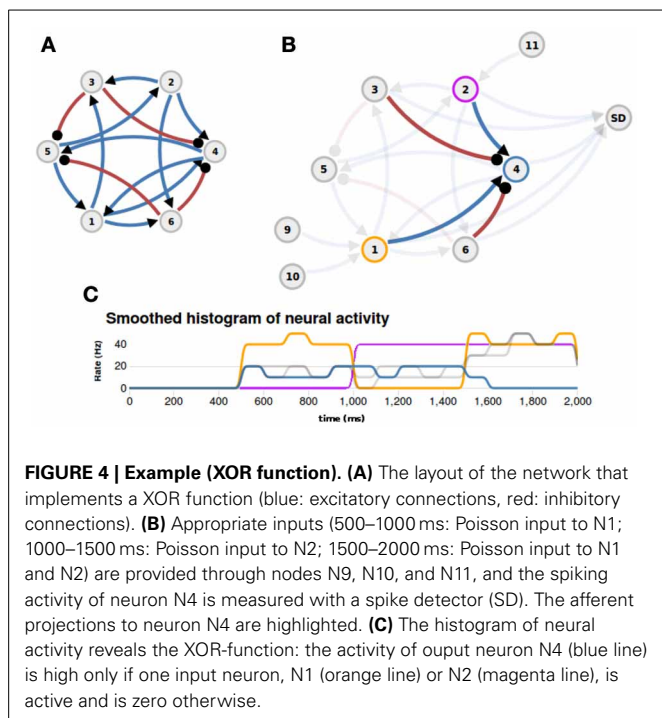 A
3
2
5
4
1
6
B
11
3
2
SD
5
4
9
1
6
10
C
Smoothed histogram of neural activity
Rate (Hz)
40
20
0
0 200 400 600 800 1,000 1,200 1,400 1,600 1,800 2,000
time (ms)
FIGURE 4 | Example (XOR function). (A) The layout of the network that
implements a XOR function (blue: excitatory connections, red: inhibitory
connections). (B) Appropriate inputs (500–1000 ms: Poisson input to N1;
1000–1500 ms: Poisson input to N2; 1500–2000 ms: Poisson input to N1
and N2) are provided through nodes N9, N10, and N11, and the spiking
activity of neuron N4 is measured with a spike detector (SD). The afferent
projections to neuron N4 are highlighted. (C) The histogram of neural
activity reveals the XOR-function: the activity of ouput neuron N4 (blue line)
is high only if one input neuron, N1 (orange line) or N2 (magenta line), is
active and is zero otherwise.